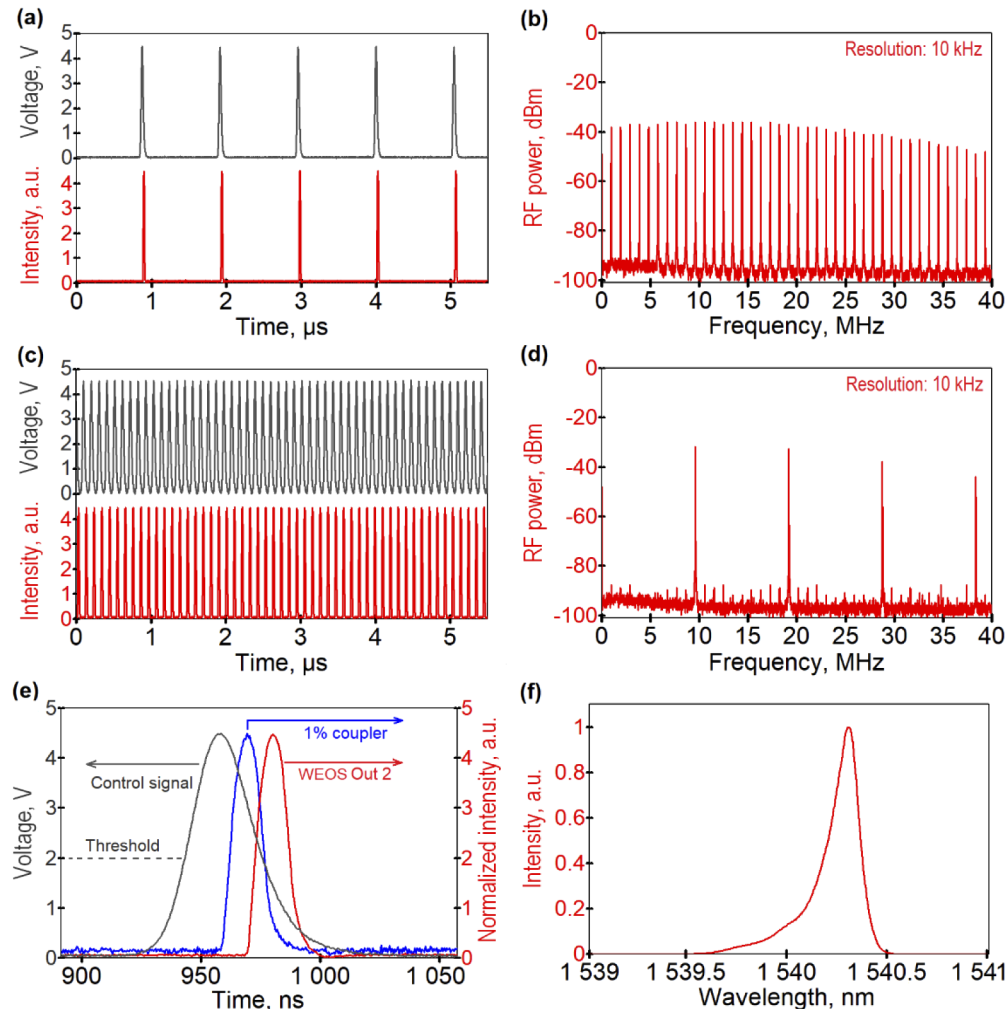 (a)
Voltage, V
5
4
3
2
1
0
Intensity, a.u.
4
3
2
1
0
0 1 2 3 4 5
Time, µs
(b)
Resolution: 10 kHz
RF power, dBm
0
-20
-40
-60
-80
-100
0 5 10 15 20 25 30 35 40
Frequency, MHz
(c)
Voltage, V
5
4
3
2
1
0
Intensity, a.u.
4
3
2
1
0
0 1 2 3 4 5
Time, µs
(d)
Resolution: 10 kHz
RF power, dBm
0
-20
-40
-60
-80
-100
0 5 10 15 20 25 30 35 40
Frequency, MHz
(e)
Voltage, V
5
4
3
2
1
0
1% coupler
Control signal
WEOS Out 2
Threshold
5
4
3
2
1
0
Normalized intensity, a.u.
900 950 1 000 1 050
Time, ns
(f)
Intensity, a.u.
1
0.8
0.6
0.4
0.2
0
1 539 1 539.5 1 540 1 540.5 1 541
Wavelength, nm